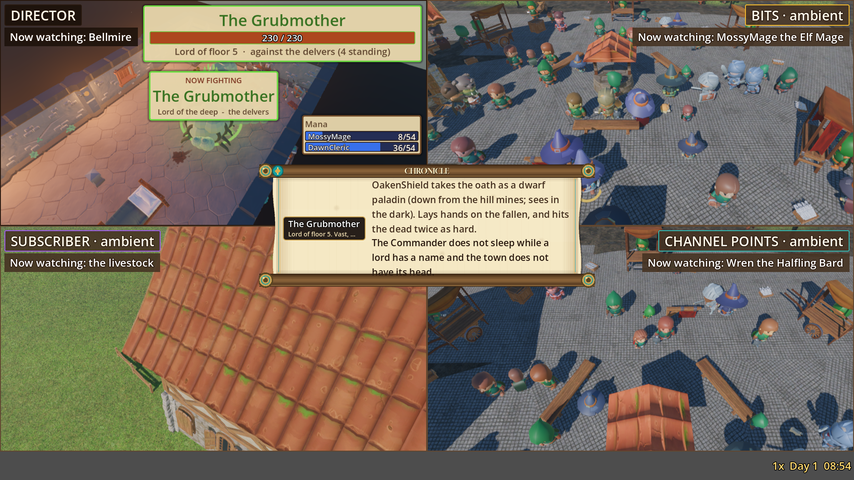 DIRECTOR
Now watching: Bellmire
The Grubmother
230 / 230
Lord of floor 5 · against the delvers (4 standing)
NOW FIGHTING
The Grubmother
Lord of the deep · the delvers
Mana
MossyMage 8/54
DawnCleric 36/54
BITS · ambient
Now watching: MossyMage the Elf Mage
CHRONICLE
The Grubmother
Lord of floor 5. Vast, ...
OakenShield takes the oath as a dwarf
paladin (down from the hill mines; sees in
the dark). Lays hands on the fallen, and hits
the dead twice as hard.
The Commander does not sleep while a
lord has a name and the town does not
have its head
SUBSCRIBER · ambient
Now watching: the livestock
CHANNEL POINTS · ambient
Now watching: Wren the Halfling Bard
1x Day 1 08:54